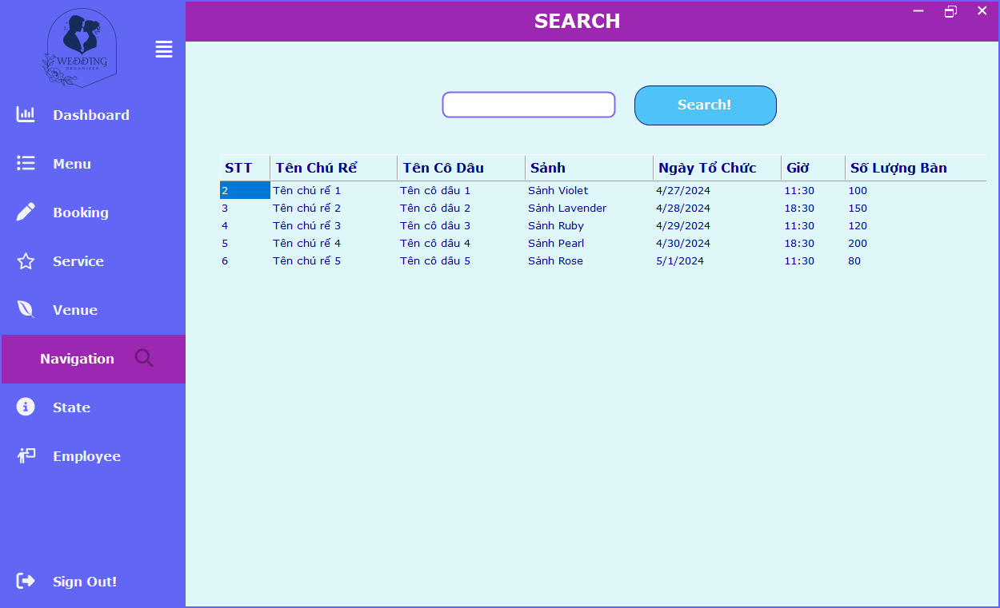 WEDDING
ORGANIZER
SEARCH
Dashboard
Menu
Booking
Service
Venue
Navigation
State
Employee
Sign Out!
Search!
STT Tên Chú Rể Tên Cô Dâu Sảnh Ngày Tổ Chức Giờ Số Lượng Bàn
2 Tên chú rể 1 Tên cô dâu 1 Sảnh Violet 4/27/2024 11:30 100
3 Tên chú rể 2 Tên cô dâu 2 Sảnh Lavender 4/28/2024 18:30 150
4 Tên chú rể 3 Tên cô dâu 3 Sảnh Ruby 4/29/2024 11:30 120
5 Tên chú rể 4 Tên cô dâu 4 Sảnh Pearl 4/30/2024 18:30 200
6 Tên chú rể 5 Tên cô dâu 5 Sảnh Rose 5/1/2024 11:30 80